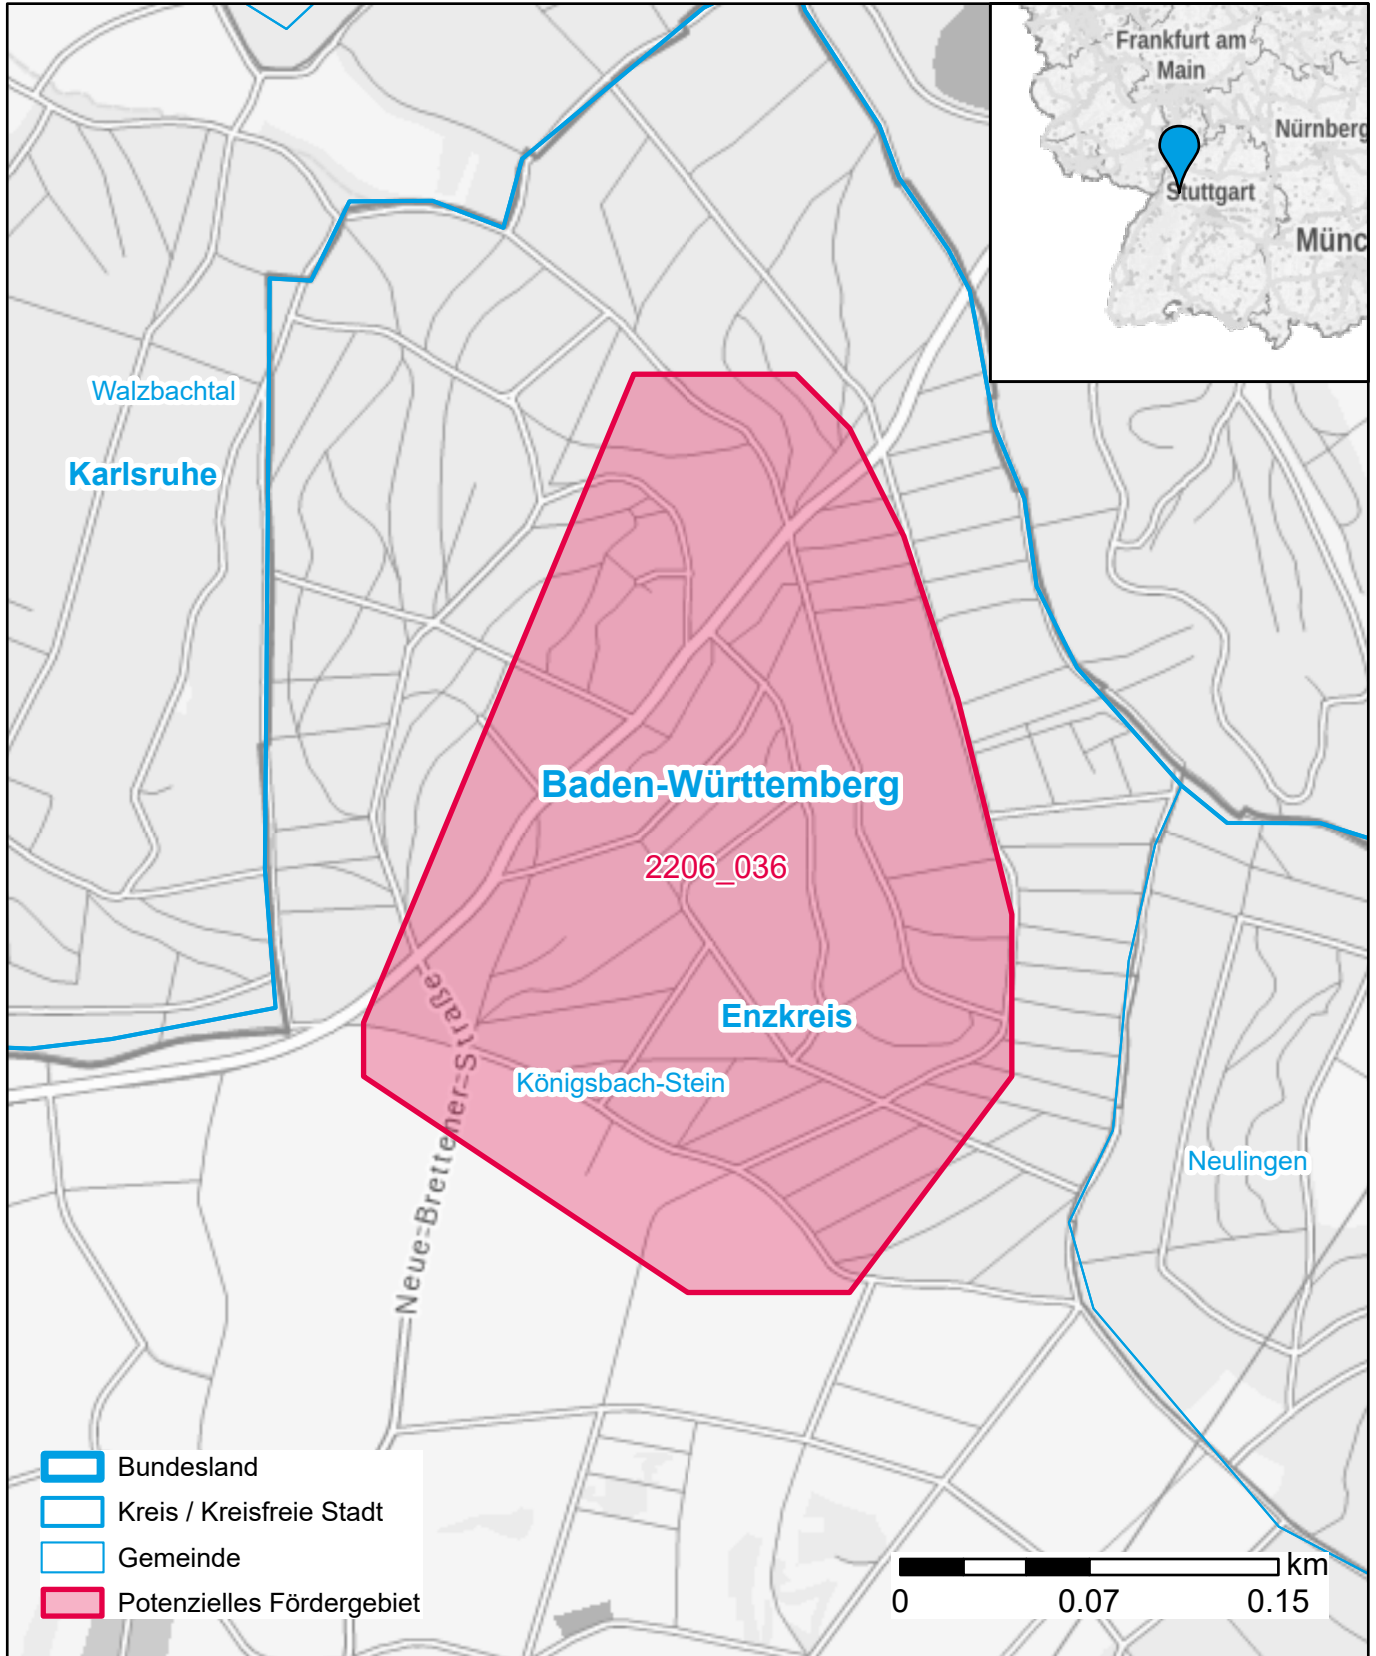 Frankfurt am
Main
Nürnberg
Stuttgart
Münc
Walzbachtal
Karlsruhe
Baden-Württemberg
2206_036
Enzkreis
Königsbach-Stein
Neue-Brettener-Straße
Neulingen
Bundesland
Kreis / Kreisfreie Stadt
Gemeinde
Potenzielles Fördergebiet
km
0 0.07 0.15